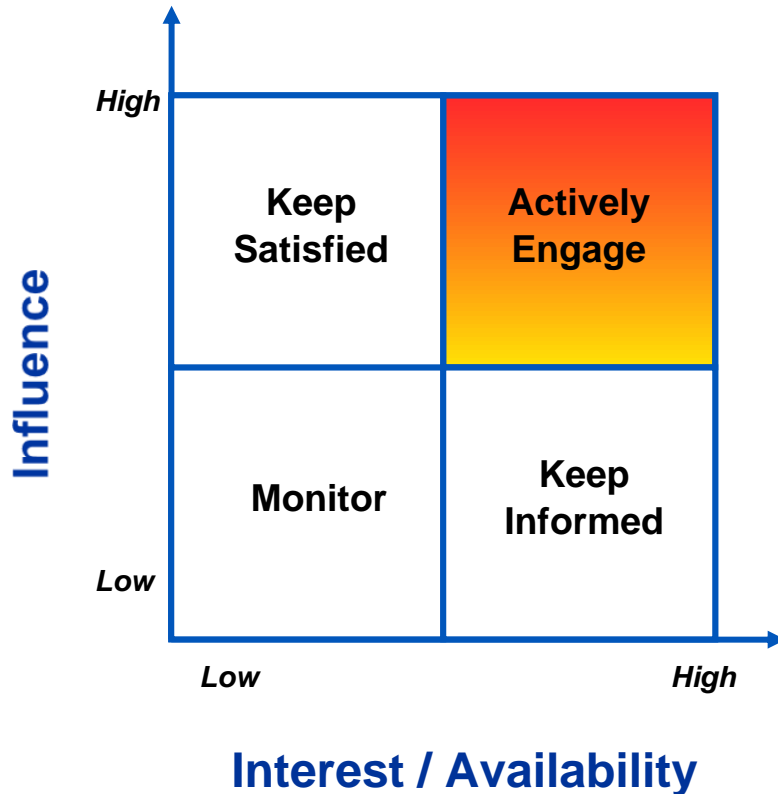 High
Keep
Satisfied
Actively
Engage
Influence
Monitor
Keep
Informed
Low
Low
High
Interest / Availability